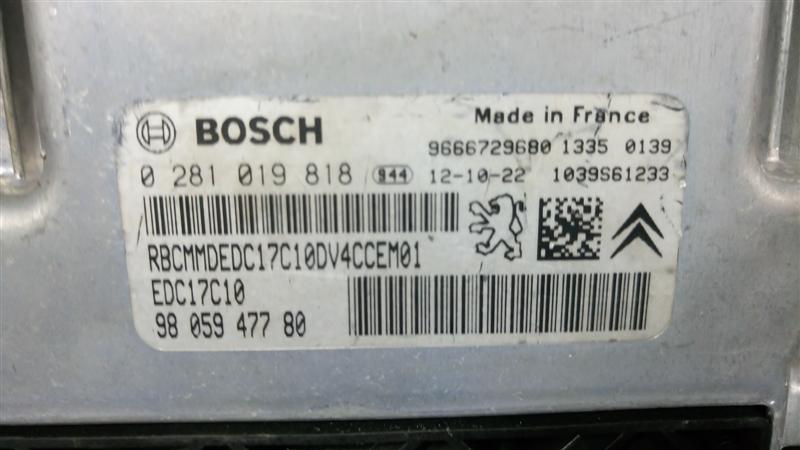 BOSCH
Made in France
9666729680 1335 0139
0 281 019 818 944 12-10-22 1039S61233
RBCMMDEDC17C10DV4CCEM01
EDC17C10
98 059 477 80